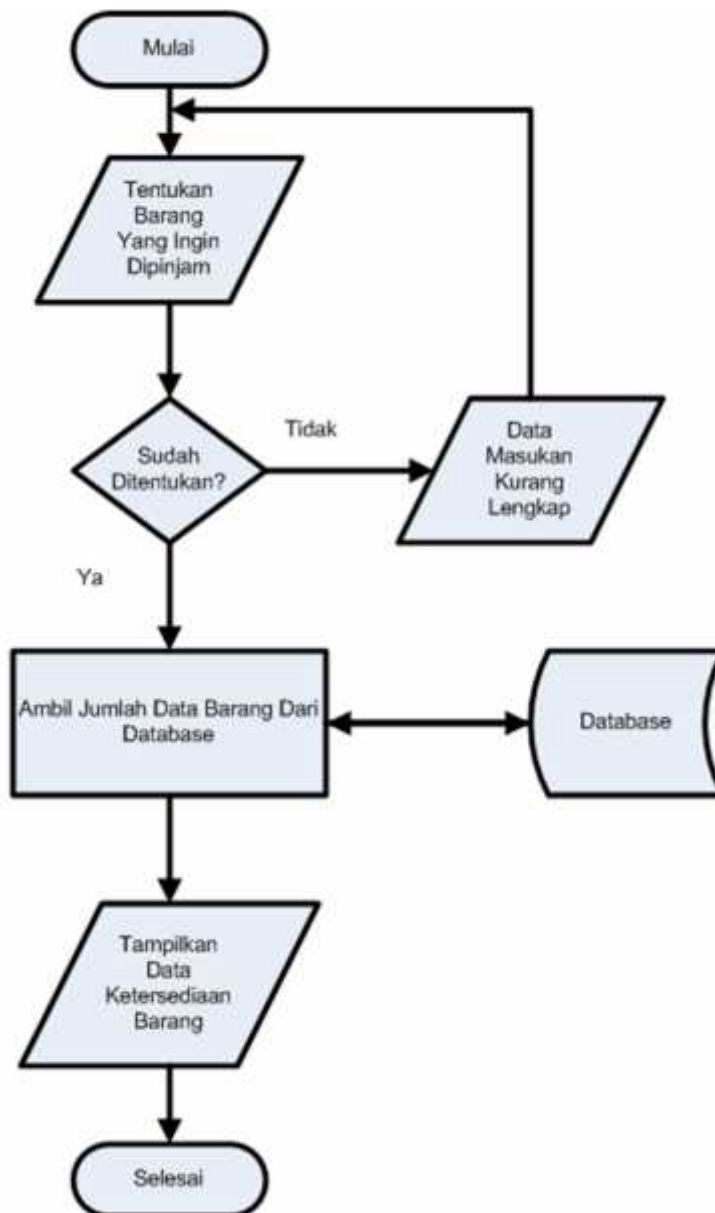 Mulai
Tentukan
Barang
Yang Ingin
Dipinjam
Sudah
Ditentukan?
Tidak
Data
Masukan
Kurang
Lengkap
Ya
Ambil Jumlah Data Barang Dari
Database
Database
Tampilkan
Data
Ketersediaan
Barang
Selesai